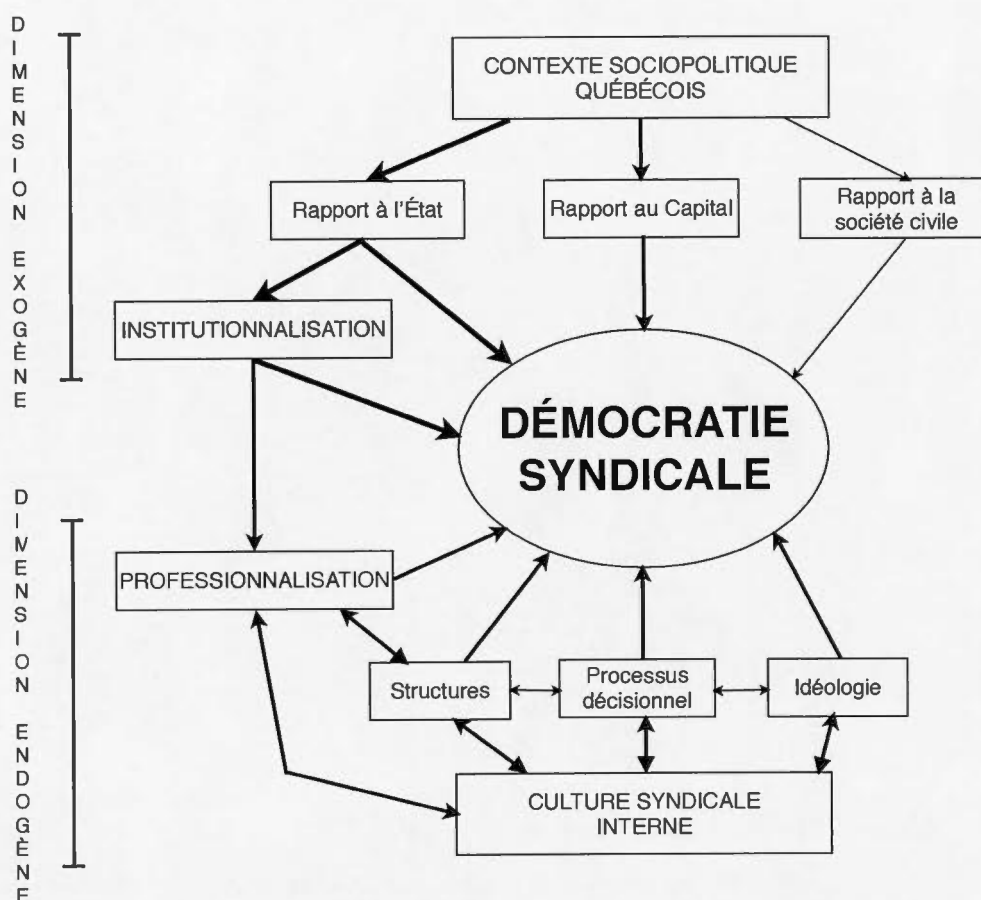 DIMENSION EXOGÈNE
CONTEXTE SOCIOPOLITIQUE
QUÉBÉCOIS
Rapport à l'État
Rapport au Capital
Rapport à la
société civile
INSTITUTIONNALISATION
DÉMOCRATIE
SYNDICALE
DIMENSION ENDOGÈNE
PROFESSIONNALISATION
Structures
Processus
décisionnel
Idéologie
CULTURE SYNDICALE
INTERNE